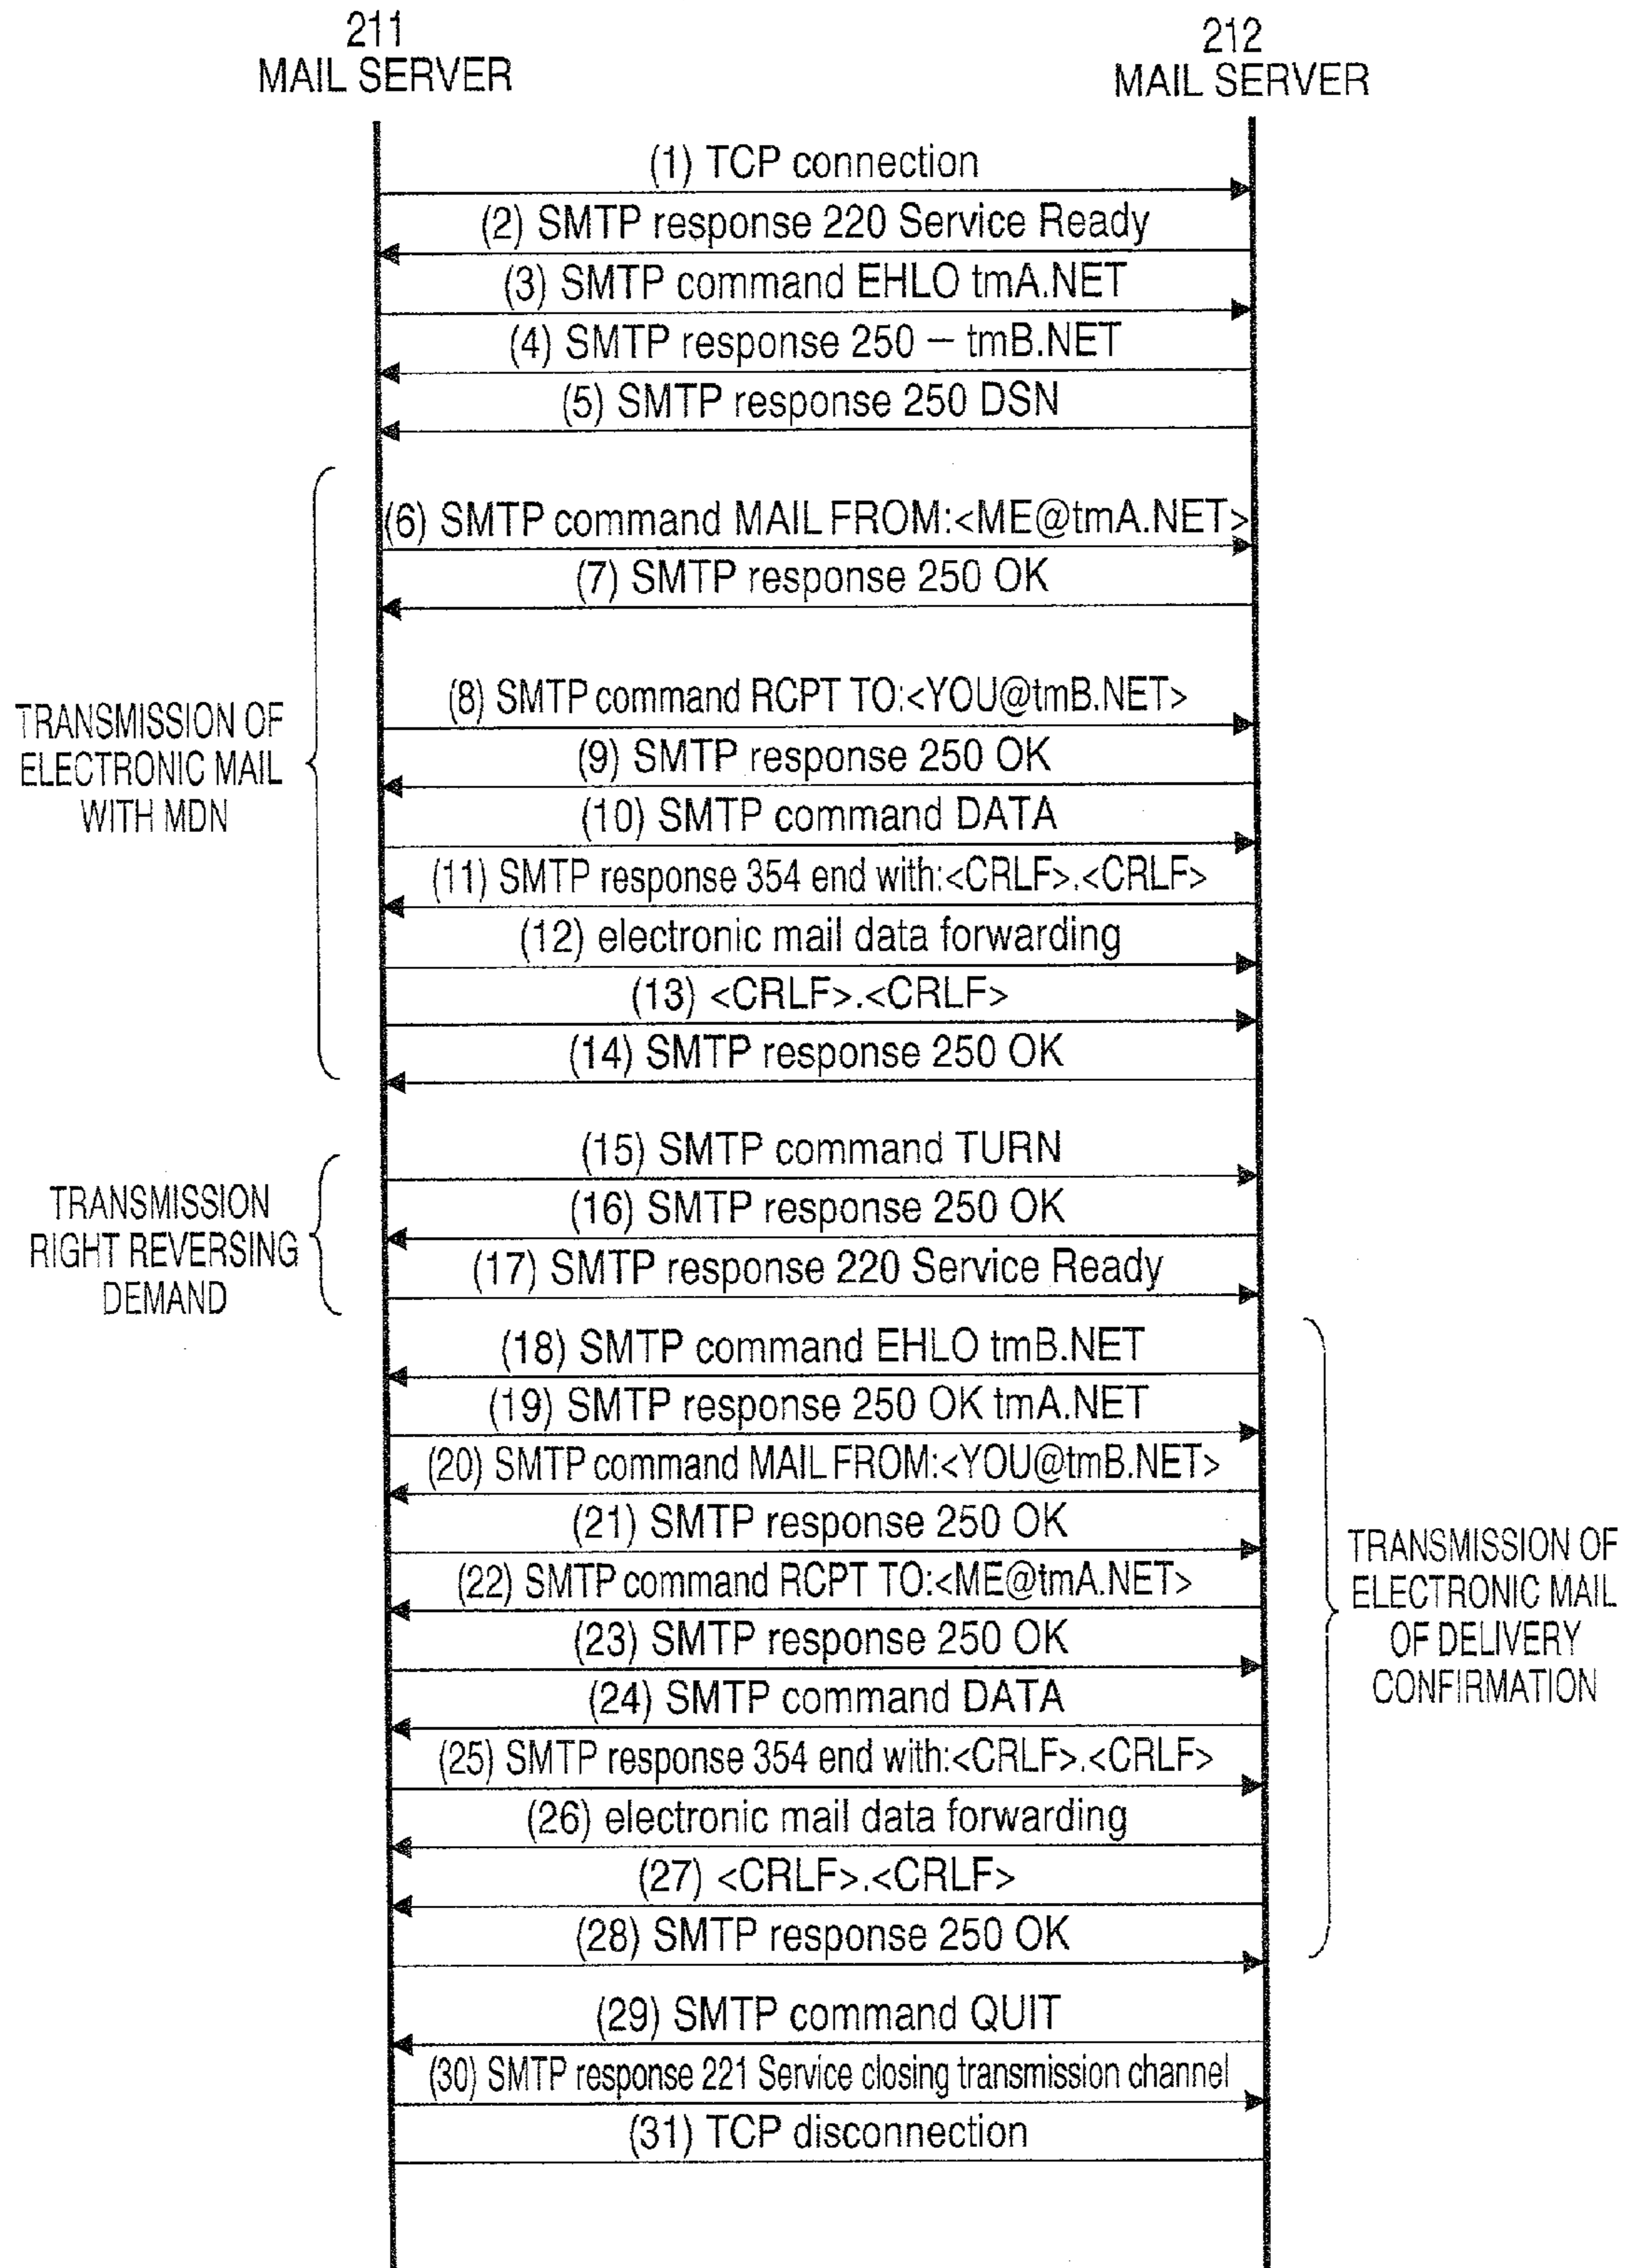 211
MAIL SERVER
212
MAIL SERVER
(1) TCP connection
(2) SMTP response 220 Service Ready
(3) SMTP command EHLO tmA.NET
(4) SMTP response 250 – tmB.NET
(5) SMTP response 250 DSN
(6) SMTP command MAIL FROM:<ME@tmA.NET>
(7) SMTP response 250 OK
(8) SMTP command RCPT TO:<YOU@tmB.NET>
(9) SMTP response 250 OK
(10) SMTP command DATA
(11) SMTP response 354 end with:<CRLF>.<CRLF>
(12) electronic mail data forwarding
(13) <CRLF>.<CRLF>
(14) SMTP response 250 OK
TRANSMISSION OF
ELECTRONIC MAIL
WITH MDN
(15) SMTP command TURN
(16) SMTP response 250 OK
(17) SMTP response 220 Service Ready
TRANSMISSION
RIGHT REVERSING
DEMAND
(18) SMTP command EHLO tmB.NET
(19) SMTP response 250 OK tmA.NET
(20) SMTP command MAIL FROM:<YOU@tmB.NET>
(21) SMTP response 250 OK
(22) SMTP command RCPT TO:<ME@tmA.NET>
(23) SMTP response 250 OK
(24) SMTP command DATA
(25) SMTP response 354 end with:<CRLF>.<CRLF>
(26) electronic mail data forwarding
(27) <CRLF>.<CRLF>
(28) SMTP response 250 OK
TRANSMISSION OF
ELECTRONIC MAIL
OF DELIVERY
CONFIRMATION
(29) SMTP command QUIT
(30) SMTP response 221 Service closing transmission channel
(31) TCP disconnection